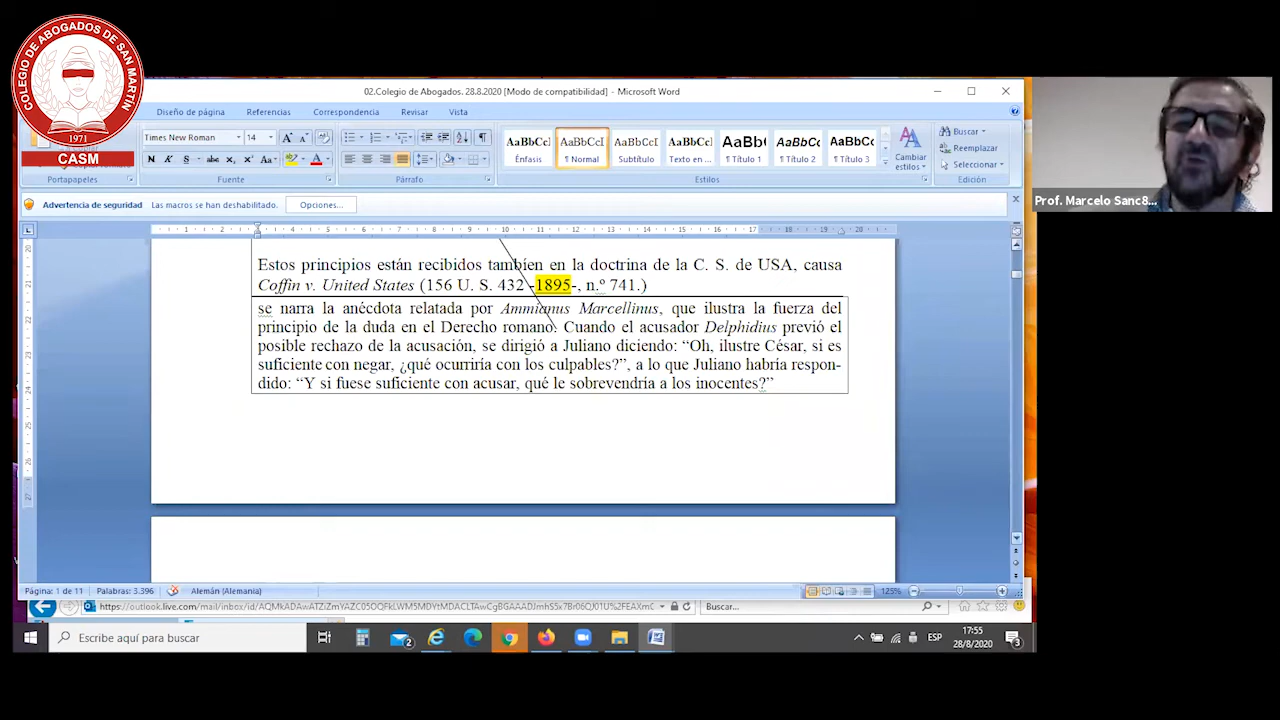 COLEGIO DE ABOGADOS DE SAN MARTÍN
1971
CASM
02.Colegio de Abogados. 28.8.2020 [Modo de compatibilidad] - Microsoft Word
Diseño de página Referencias Correspondencia Revisar Vista
Times New Roman 14
AaBbCc AaBbCcI AaBbCcI AaBbCc AaBbC AaBbCc AaBbCc
Énfasis ¶ Normal Subtítulo Texto en ... ¶ Título 1 ¶ Título 2 ¶ Título 3
Cambiar estilos
Buscar
Reemplazar
Seleccionar
Portapapeles Fuente Párrafo Estilos Edición
Advertencia de seguridad Las macros se han deshabilitado. Opciones...
Prof. Marcelo Sanc8...
Estos principios están recibidos también en la doctrina de la C. S. de USA, causa
Coffin v. United States (156 U. S. 432 -1895-, n.º 741.)
se narra la anécdota relatada por Ammianus Marcellinus, que ilustra la fuerza del
principio de la duda en el Derecho romano. Cuando el acusador Delphidius previó el
posible rechazo de la acusación, se dirigió a Juliano diciendo: “Oh, ilustre César, si es
suficiente con negar, ¿qué ocurriría con los culpables?”, a lo que Juliano habría respon-
dido: “Y si fuese suficiente con acusar, qué le sobrevendría a los inocentes?”
Página: 1 de 11 Palabras: 3.396 Alemán (Alemania) 125%
Buscar...
Escribe aquí para buscar
ESP
17:55
28/8/2020